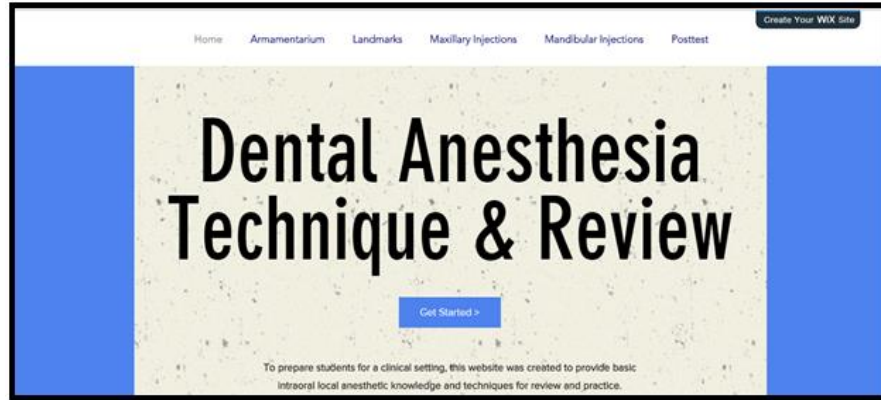 Create Your WiX Site
Home Armamentarium Landmarks Maxillary Injections Mandibular Injections Posttest
Dental Anesthesia
Technique & Review
Get Started >
To prepare students for a clinical setting, this website was created to provide basic
intraoral local anesthetic knowledge and techniques for review and practice.